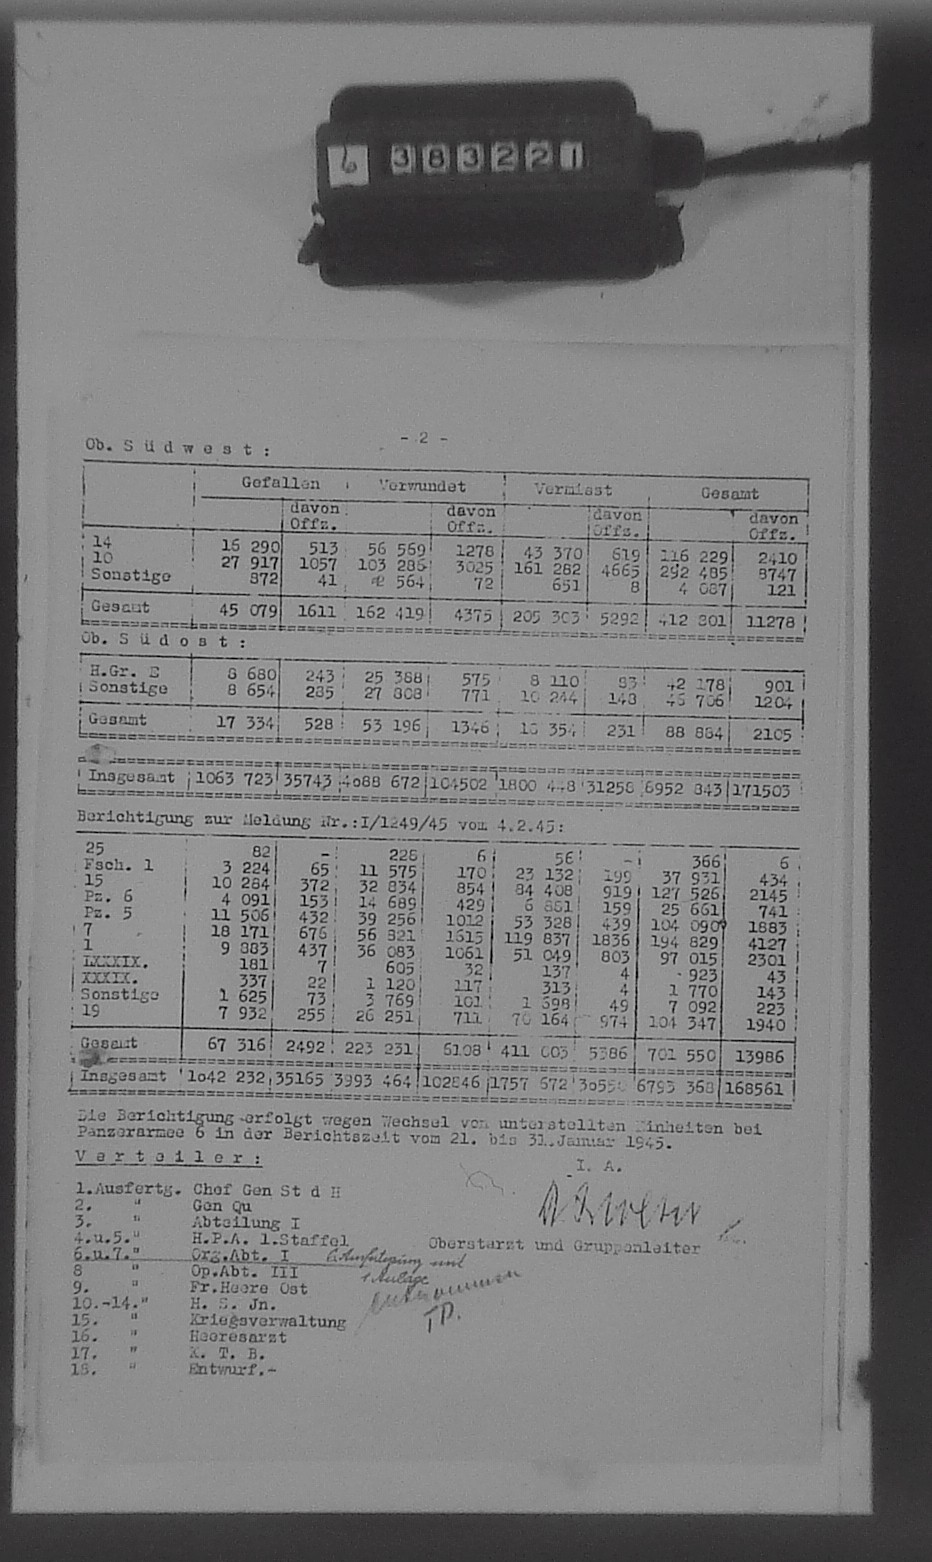 6 383221
- 2 -
Ob. S ü d w e s t :
Gefallen Verwundet Vermisst Gesamt
davon Offz. davon Offz. davon Offz. davon Offz.
14 16 290 513 56 569 1278 43 370 619 116 229 2410
10 27 917 1057 103 286 3025 161 282 4665 292 485 8747
Sonstige 872 41 2 564 72 651 8 4 087 121
Gesamt 45 079 1611 162 419 4375 205 303 5292 412 801 11278
Ob. S ü d o s t :
H.Gr. E 8 680 243 25 388 575 8 110 83 42 178 901
Sonstige 8 654 285 27 808 771 10 244 148 46 706 1204
Gesamt 17 334 528 53 196 1346 18 354 231 88 884 2105
Insgesamt 1063 723 35743 4088 672 104502 1800 448 31258 6952 843 171503
Berichtigung zur Meldung Nr.:I/1249/45 vom 4.2.45:
25 82 - 228 6 56 - 366 6
Fsch. 1 3 224 65 11 575 170 23 132 199 37 931 434
15 10 284 372 32 834 854 84 408 919 127 526 2145
Pz. 6 4 091 153 14 689 429 6 881 159 25 661 741
Pz. 5 11 506 432 39 256 1012 53 328 439 104 090 1883
7 18 171 676 56 821 1615 119 837 1836 194 829 4127
1 9 883 437 36 083 1061 51 049 803 97 015 2301
LXXXIX. 181 7 605 32 137 4 923 43
XXXIX. 337 22 1 120 117 313 4 1 770 143
Sonstige 1 625 73 3 769 101 1 698 49 7 092 223
19 7 932 255 26 251 711 70 164 974 104 347 1940
Gesamt 67 316 2492 223 231 6108 411 003 5386 701 550 13986
Insgesamt 1042 232 35165 3993 464 102846 1757 672 30550 6793 368 168561
Die Berichtigung erfolgt wegen Wechsel von unterstellten Einheiten bei
Panzerarmee 6 in der Berichtszeit vom 21. bis 31.Januar 1945.
V e r t e i l e r :
I. A.
1.Ausfertg. Chef Gen St d H
2. " Gen Qu
3. " Abteilung I
4.u.5." H.P.A. 1.Staffel
Oberstarzt und Gruppenleiter
6.u.7." Org.Abt. I 6.Ausfertigung mit
1 Anlage
entnommen
8 " Op.Abt. III
9. " Fr.Heere Ost
10.-14." H. S. Jn.
15. " Kriegsverwaltung
16. " Heeresarzt
17. " K. T. B.
18. " Entwurf.-